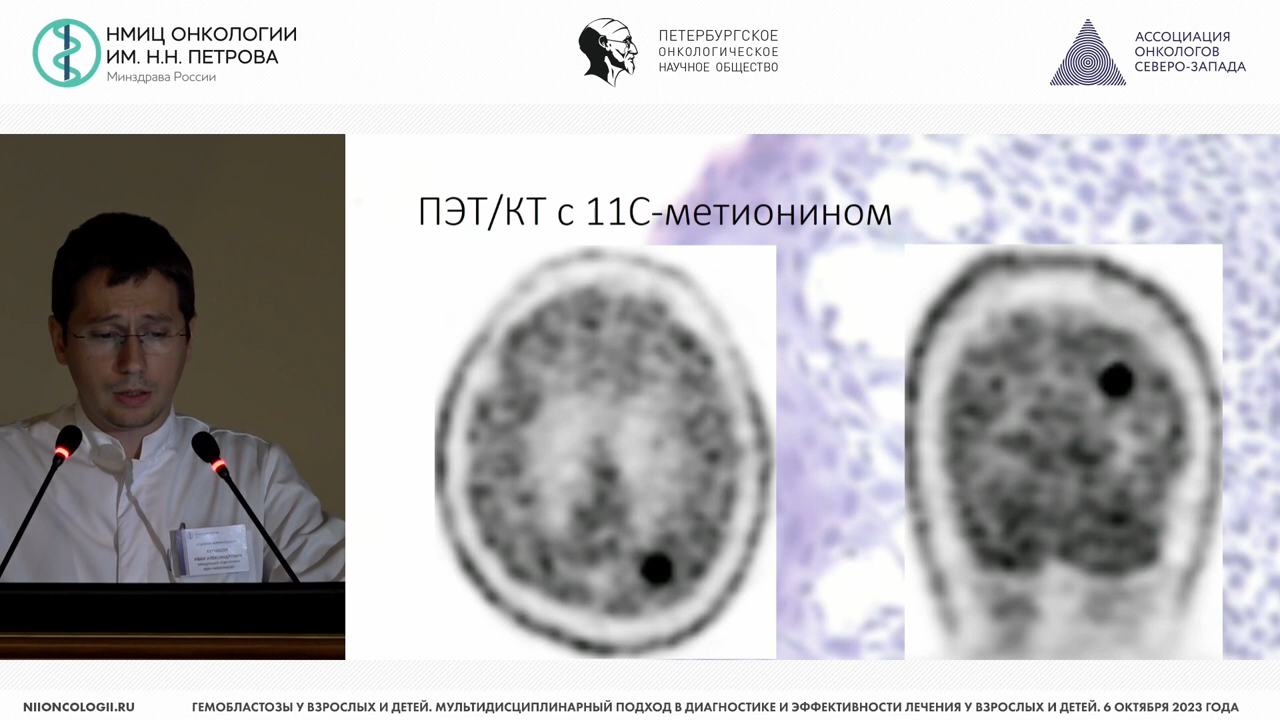 НМИЦ ОНКОЛОГИИ
ИМ. Н.Н. ПЕТРОВА
Минздрава России
ПЕТЕРБУРГСКОЕ
ОНКОЛОГИЧЕСКОЕ
НАУЧНОЕ ОБЩЕСТВО
АССОЦИАЦИЯ
ОНКОЛОГОВ
СЕВЕРО-ЗАПАДА
ПЭТ/КТ с 11С-метионином
NIIONCOLOGII.RU
ГЕМОБЛАСТОЗЫ У ВЗРОСЛЫХ И ДЕТЕЙ. МУЛЬТИДИСЦИПЛИНАРНЫЙ ПОДХОД В ДИАГНОСТИКЕ И ЭФФЕКТИВНОСТИ ЛЕЧЕНИЯ У ВЗРОСЛЫХ И ДЕТЕЙ. 6 ОКТЯБРЯ 2023 ГОДА